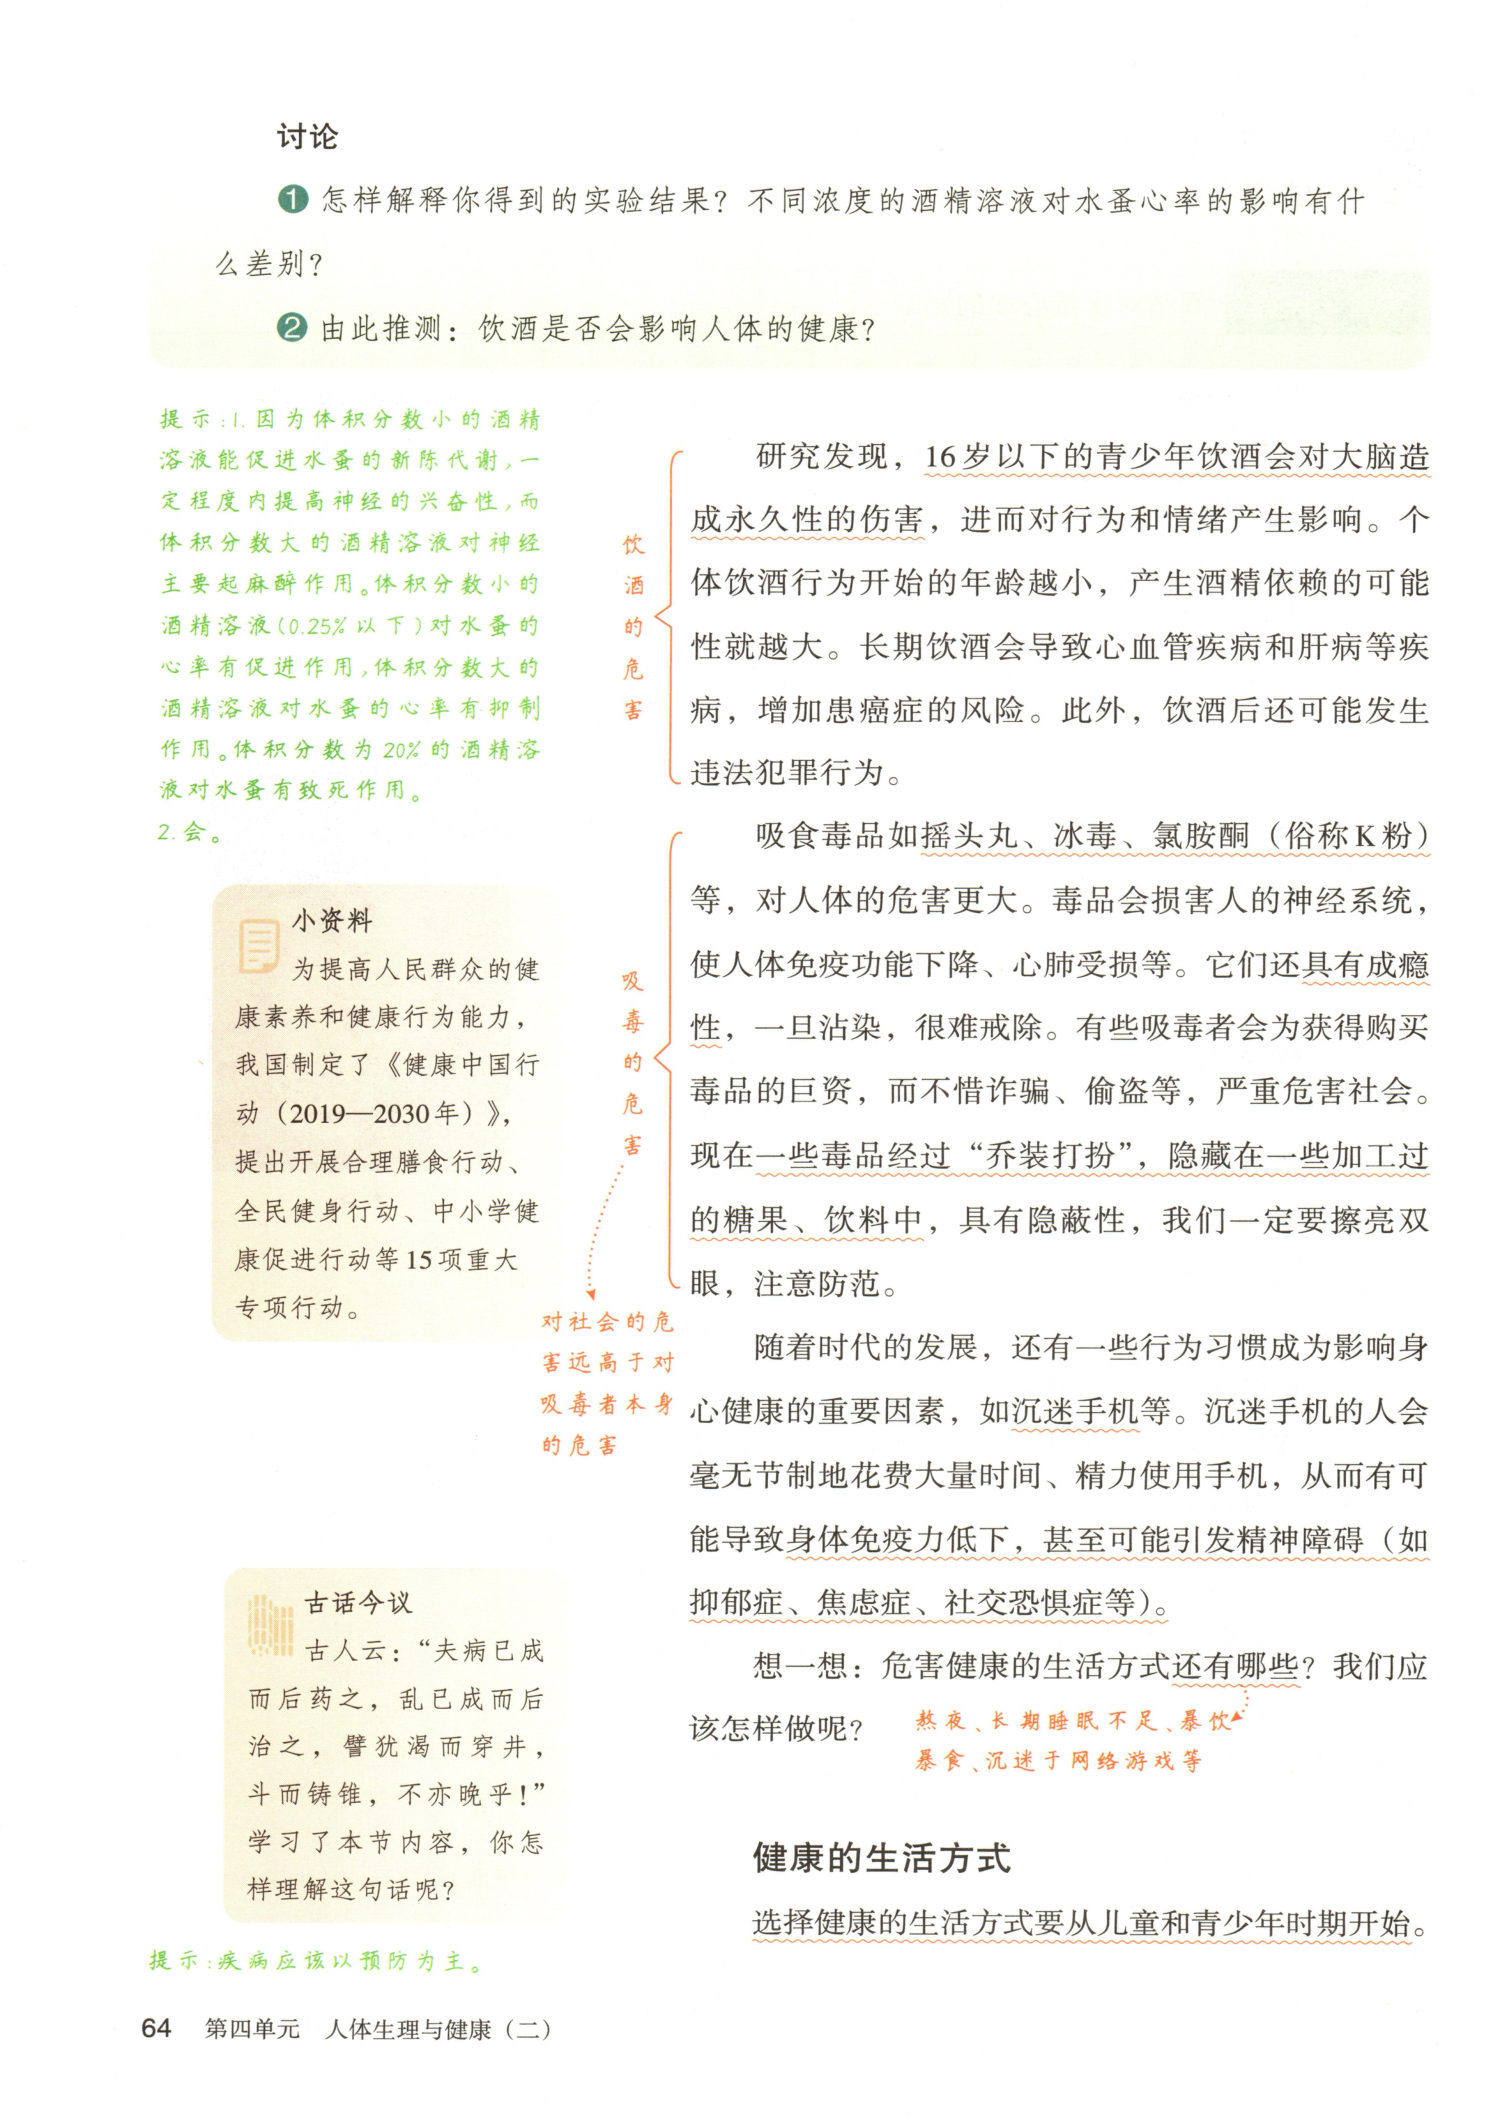 讨论
1 怎样解释你得到的实验结果？不同浓度的酒精溶液对水蚤心率的影响有什
么差别？
2 由此推测：饮酒是否会影响人体的健康？
提示:1.因为体积分数小的酒精
溶液能促进水蚤的新陈代谢,一
定程度内提高神经的兴奋性,而
体积分数大的酒精溶液对神经
主要起麻醉作用。体积分数小的
酒精溶液(0.25%以下)对水蚤的
心率有促进作用,体积分数大的
酒精溶液对水蚤的心率有抑制
作用。体积分数为20%的酒精溶
液对水蚤有致死作用。
2.会。
饮酒的危害
研究发现，16岁以下的青少年饮酒会对大脑造
成永久性的伤害，进而对行为和情绪产生影响。个
体饮酒行为开始的年龄越小，产生酒精依赖的可能
性就越大。长期饮酒会导致心血管疾病和肝病等疾
病，增加患癌症的风险。此外，饮酒后还可能发生
违法犯罪行为。
吸毒的危害
对社会的危
害远高于对
吸毒者本身
的危害
吸食毒品如摇头丸、冰毒、氯胺酮（俗称K粉）
等，对人体的危害更大。毒品会损害人的神经系统，
使人体免疫功能下降、心肺受损等。它们还具有成瘾
性，一旦沾染，很难戒除。有些吸毒者会为获得购买
毒品的巨资，而不惜诈骗、偷盗等，严重危害社会。
现在一些毒品经过“乔装打扮”，隐藏在一些加工过
的糖果、饮料中，具有隐蔽性，我们一定要擦亮双
眼，注意防范。
小资料
为提高人民群众的健
康素养和健康行为能力，
我国制定了《健康中国行
动（2019—2030年）》，
提出开展合理膳食行动、
全民健身行动、中小学健
康促进行动等15项重大
专项行动。
随着时代的发展，还有一些行为习惯成为影响身
心健康的重要因素，如沉迷手机等。沉迷手机的人会
毫无节制地花费大量时间、精力使用手机，从而有可
能导致身体免疫力低下，甚至可能引发精神障碍（如
抑郁症、焦虑症、社交恐惧症等）。
想一想：危害健康的生活方式还有哪些？我们应
该怎样做呢？
熬夜、长期睡眠不足、暴饮
暴食、沉迷于网络游戏等
古话今议
古人云：“夫病已成
而后药之，乱已成而后
治之，譬犹渴而穿井，
斗而铸锥，不亦晚乎！”
学习了本节内容，你怎
样理解这句话呢？
提示:疾病应该以预防为主。
健康的生活方式
选择健康的生活方式要从儿童和青少年时期开始。
64 第四单元 人体生理与健康（二）